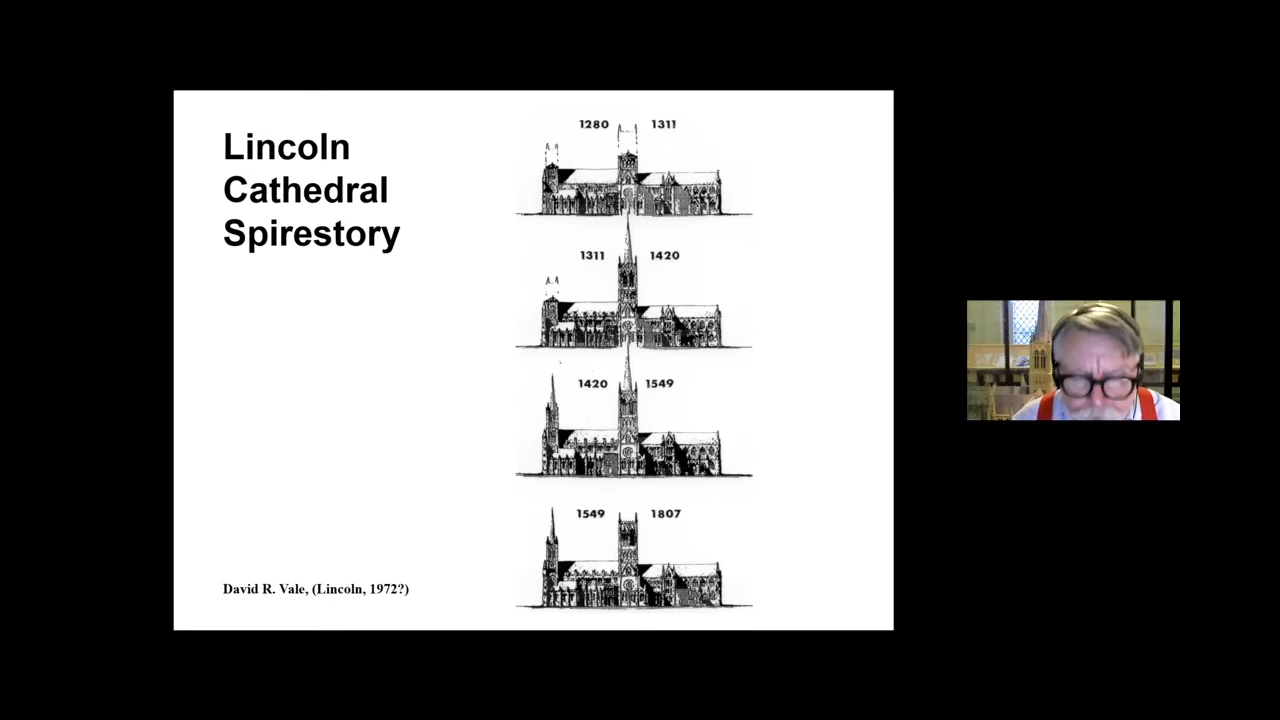 Lincoln
Cathedral
Spirestory
1280 1311
1311 1420
1420 1549
1549 1807
David R. Vale, (Lincoln, 1972?)